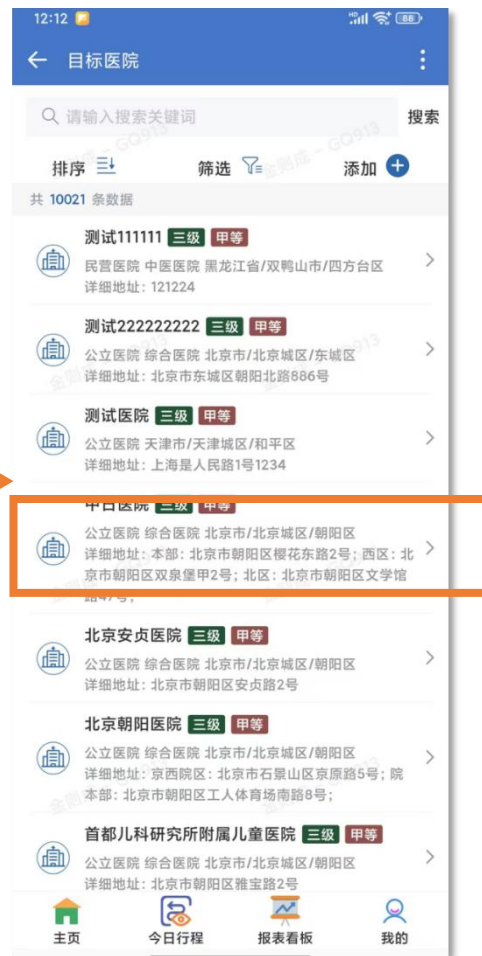 12:12
HD 88
目标医院
请输入搜索关键词 搜索
排序 筛选 添加
共 10021 条数据
测试111111 三级 甲等
民营医院 中医医院 黑龙江省/双鸭山市/四方台区
详细地址: 121224
测试222222222 三级 甲等
公立医院 综合医院 北京市/北京城区/东城区
详细地址: 北京市东城区朝阳北路886号
测试医院 三级 甲等
公立医院 天津市/天津城区/和平区
详细地址: 上海是人民路1号1234
中日医院 三级 甲等
公立医院 综合医院 北京市/北京城区/朝阳区
详细地址: 本部: 北京市朝阳区樱花东路2号; 西区: 北
京市朝阳区双泉堡甲2号; 北区: 北京市朝阳区文学馆
路47号;
北京安贞医院 三级 甲等
公立医院 综合医院 北京市/北京城区/朝阳区
详细地址: 北京市朝阳区安贞路2号
北京朝阳医院 三级 甲等
公立医院 综合医院 北京市/北京城区/朝阳区
详细地址: 京西院区: 北京市石景山区京原路5号; 院
本部: 北京市朝阳区工人体育场南路8号;
首都儿科研究所附属儿童医院 三级 甲等
公立医院 综合医院 北京市/北京城区/朝阳区
详细地址: 北京市朝阳区雅宝路2号
主页 今日行程 报表看板 我的